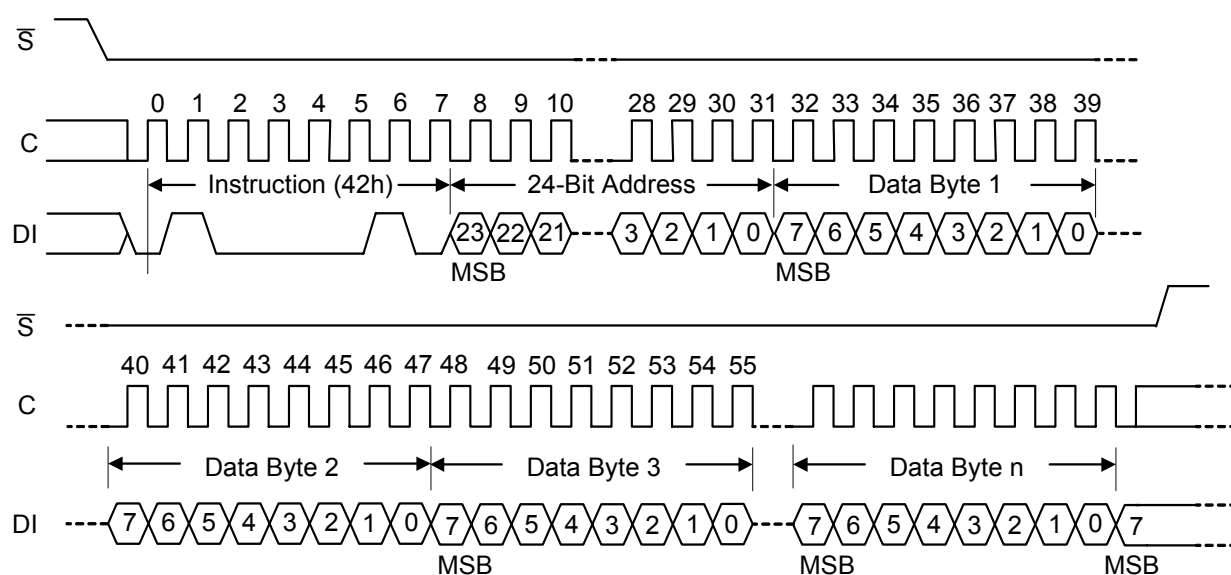 S
0 1 2 3 4 5 6 7 8 9 10 28 29 30 31 32 33 34 35 36 37 38 39
C
Instruction (42h) 24-Bit Address Data Byte 1
DI 23 22 21 3 2 1 0 7 6 5 4 3 2 1 0
MSB MSB
S
40 41 42 43 44 45 46 47 48 49 50 51 52 53 54 55
C
Data Byte 2 Data Byte 3 Data Byte n
DI 7 6 5 4 3 2 1 0 7 6 5 4 3 2 1 0 7 6 5 4 3 2 1 0 7
MSB MSB MSB